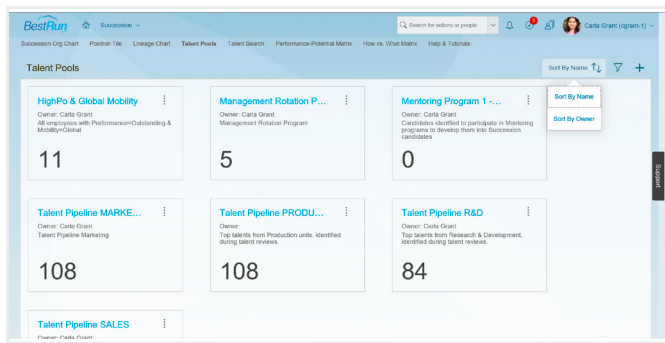 BestRun Succession Search for actions or people Carla Grant (cgrant-1)
Succession Org Chart Position Tile Lineage Chart Talent Pools Talent Search Performance-Potential Matrix How vs. What Matrix Help & Tutorials
Talent Pools Sort By Name
Sort By Name
Sort By Owner
HighPo & Global Mobility
Owner: Carla Grant
All employees with Performance=Outstanding &
Mobility=Global
11
Management Rotation P...
Owner: Carla Grant
Management Rotation Program
5
Mentoring Program 1 -...
Owner: Carla Grant
Candidates identified to participate in Mentoring
programs to develop them into Succession
candidates
0
Support
Talent Pipeline MARKE...
Owner: Carla Grant
Talent Pipeline Marketing
108
Talent Pipeline PRODU...
Owner:
Top talents from Production units, identified
during talent reviews.
108
Talent Pipeline R&D
Owner: Carla Grant
Top talents from Research & Development,
identified during talent reviews.
84
Talent Pipeline SALES
Owner: Carla Grant